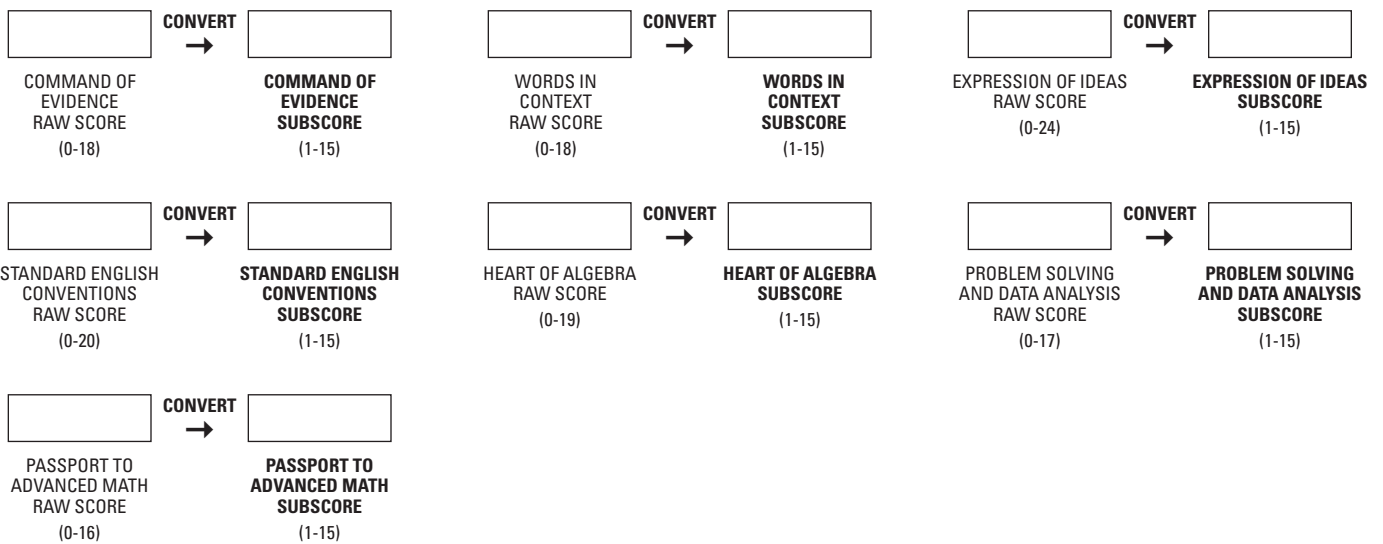 CONVERT
→
COMMAND OF
EVIDENCE
RAW SCORE
(0-18)
COMMAND OF
EVIDENCE
SUBSCORE
(1-15)
CONVERT
→
WORDS IN
CONTEXT
RAW SCORE
(0-18)
WORDS IN
CONTEXT
SUBSCORE
(1-15)
CONVERT
→
EXPRESSION OF IDEAS
RAW SCORE
(0-24)
EXPRESSION OF IDEAS
SUBSCORE
(1-15)
CONVERT
→
STANDARD ENGLISH
CONVENTIONS
RAW SCORE
(0-20)
STANDARD ENGLISH
CONVENTIONS
SUBSCORE
(1-15)
CONVERT
→
HEART OF ALGEBRA
RAW SCORE
(0-19)
HEART OF ALGEBRA
SUBSCORE
(1-15)
CONVERT
→
PROBLEM SOLVING
AND DATA ANALYSIS
RAW SCORE
(0-17)
PROBLEM SOLVING
AND DATA ANALYSIS
SUBSCORE
(1-15)
CONVERT
→
PASSPORT TO
ADVANCED MATH
RAW SCORE
(0-16)
PASSPORT TO
ADVANCED MATH
SUBSCORE
(1-15)